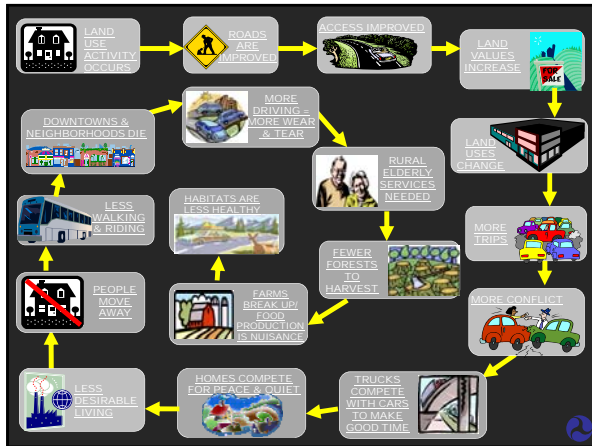 LAND
USE
ACTIVITY
OCCURS
ROADS
ARE
IMPROVED
ACCESS IMPROVED
LAND
VALUES
INCREASE
FOR
SALE
LAND
USES
CHANGE
MORE
TRIPS
MORE CONFLICT
TRUCKS
COMPETE
WITH CARS
TO MAKE
GOOD TIME
HOMES COMPETE
FOR PEACE & QUIET
LESS
DESIRABLE
LIVING
PEOPLE
MOVE
AWAY
LESS
WALKING
& RIDING
DOWNTOWNS &
NEIGHBORHOODS DIE
MORE
DRIVING =
MORE WEAR
& TEAR
RURAL
ELDERLY
SERVICES
NEEDED
FEWER
FORESTS
TO
HARVEST
FARMS
BREAK UP/
FOOD
PRODUCTION
IS NUISANCE
HABITATS ARE
LESS HEALTHY